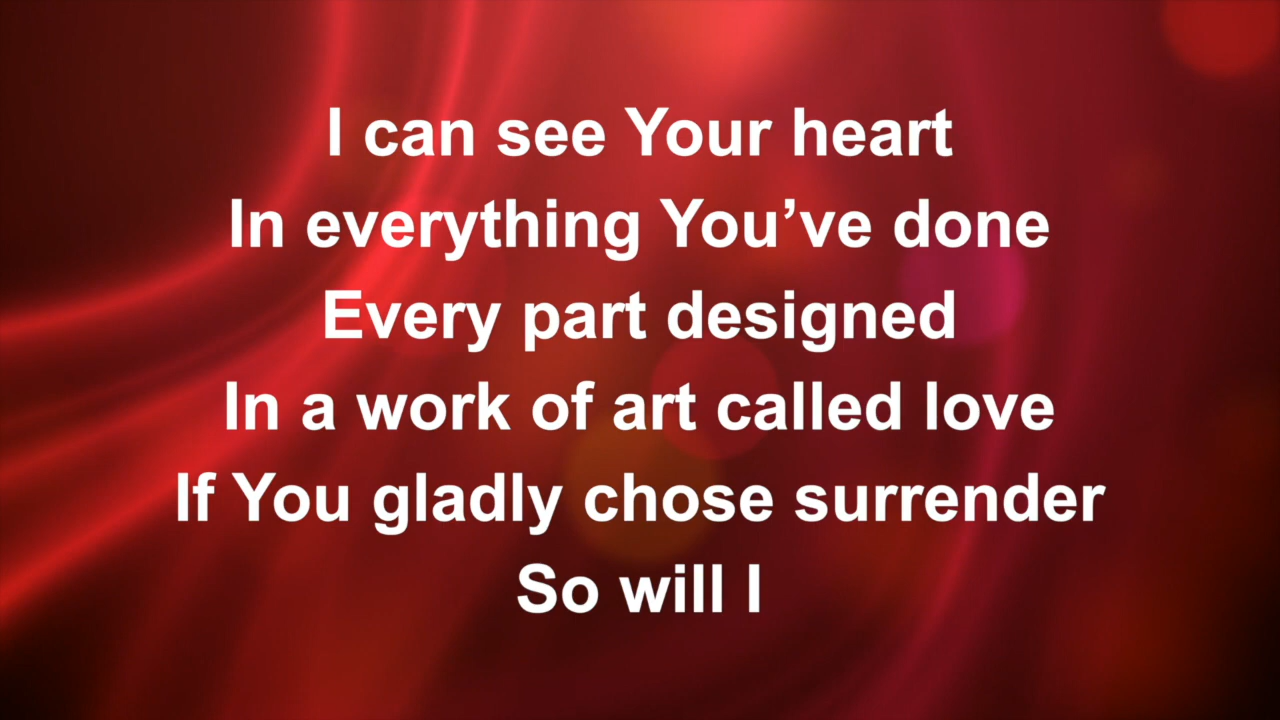 I can see Your heart
In everything You’ve done
Every part designed
In a work of art called love
If You gladly chose surrender
So will I